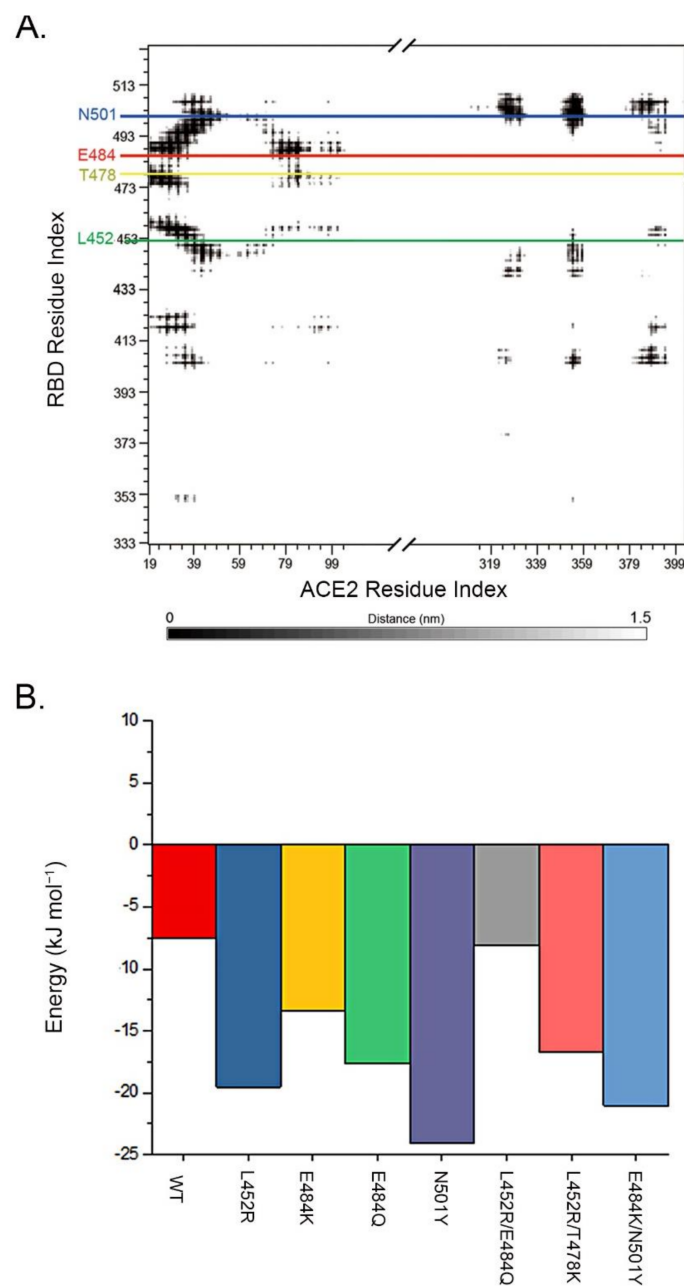 A.
513
N501
493
E484
T478
473
L452
453
433
413
393
373
353
333
RBD Residue Index
19 39 59 79 99 319 339 359 379 399
ACE2 Residue Index
0 1.5
Distance (nm)
B.
10
5
0
-5
-10
-15
-20
-25
Energy (kJ mol⁻¹)
WT
L452R
E484K
E484Q
N501Y
L452R/E484Q
L452R/T478K
E484K/N501Y